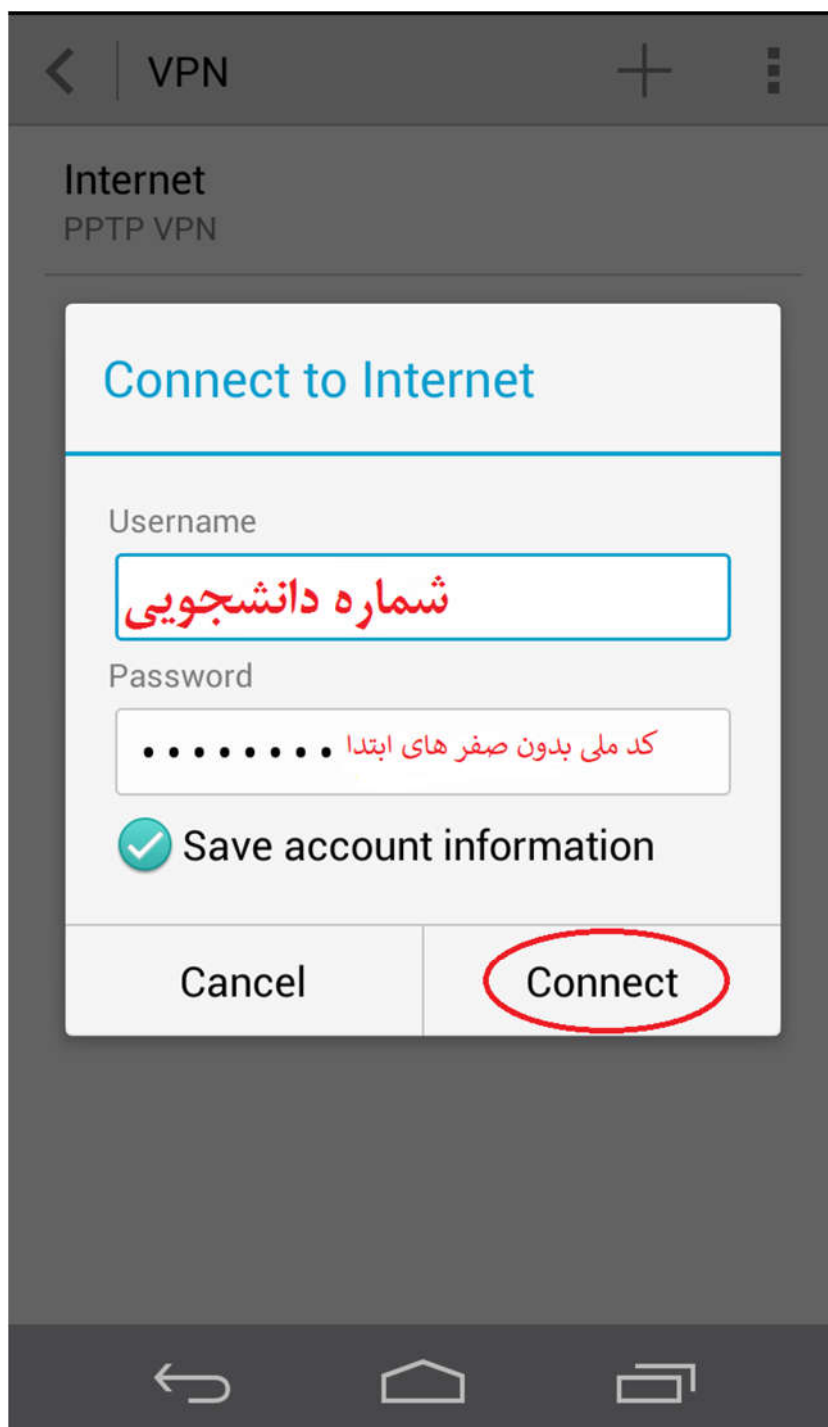 VPN
Internet
PPTP VPN
Connect to Internet
Username
شماره دانشجویی
Password
کد ملی بدون صفر های ابتدا ........
Save account information
Cancel
Connect